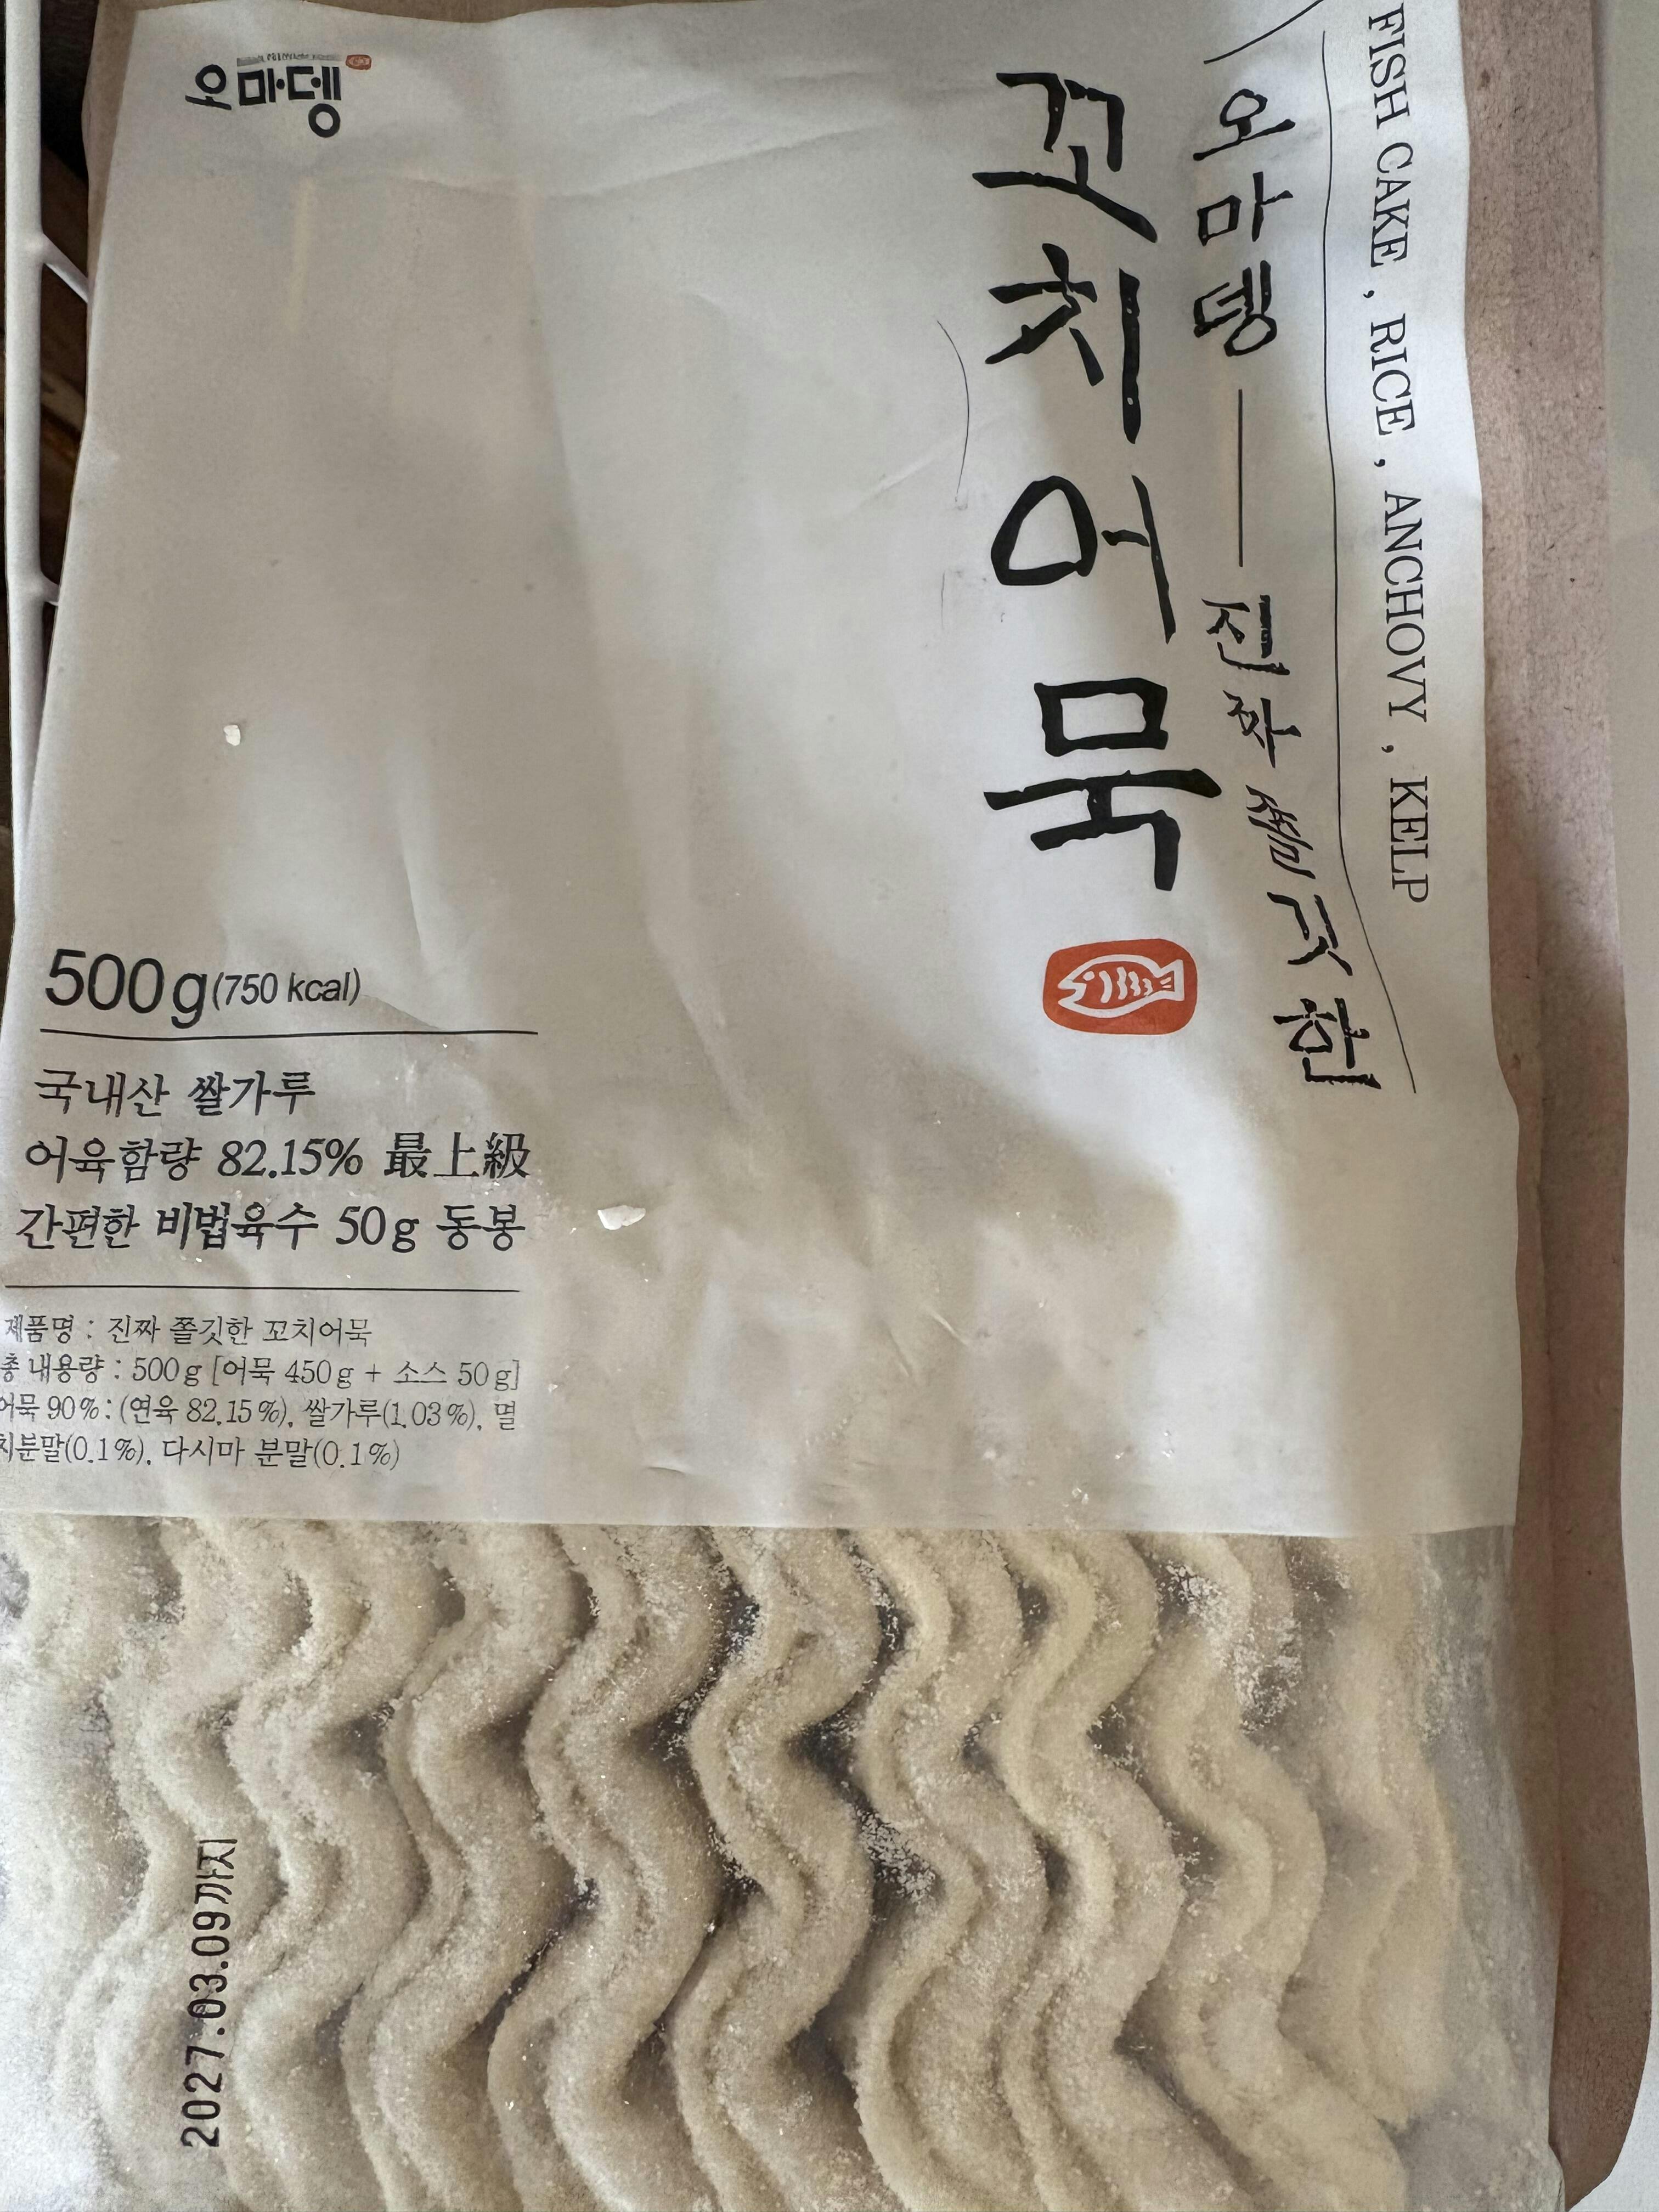 오마뎅
FISH CAKE , RICE , ANCHOVY , KELP
오마뎅 — 진짜 쫄깃한
꼬치어묵
500g(750 kcal)
국내산 쌀가루
어육함량 82.15% 最上級
간편한 비법육수 50g 동봉
제품명 : 진짜 쫄깃한 꼬치어묵
총 내용량 : 500g [어묵 450g + 소스 50g]
어묵 90%: (연육 82.15%), 쌀가루(1.03%), 멸
치분말(0.1%), 다시마 분말(0.1%)
2027.03.09까지